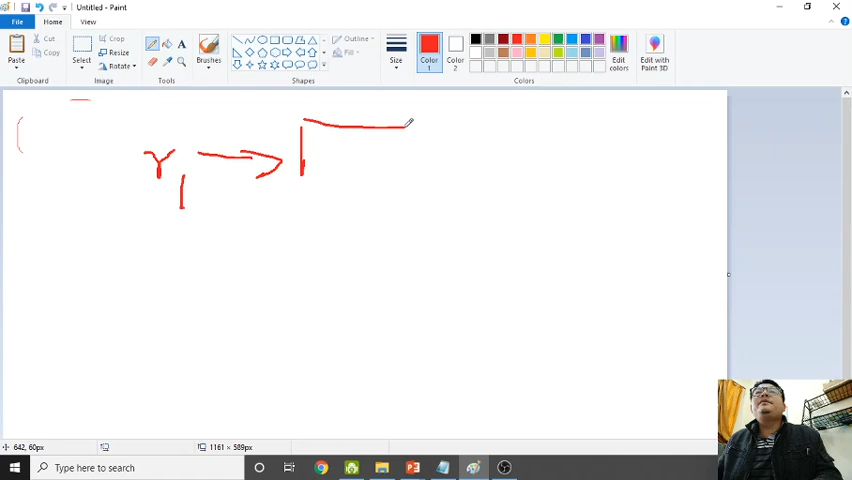 Untitled - Paint
File Home View
Paste
Cut
Copy
Clipboard
Select
Crop
Resize
Rotate
Image
A
Tools
Brushes
Outline
Fill
Shapes
Size
Color
1
Color
2
Edit
colors
Edit with
Paint 3D
Colors
r1
642, 60px
1161 × 589px
Type here to search